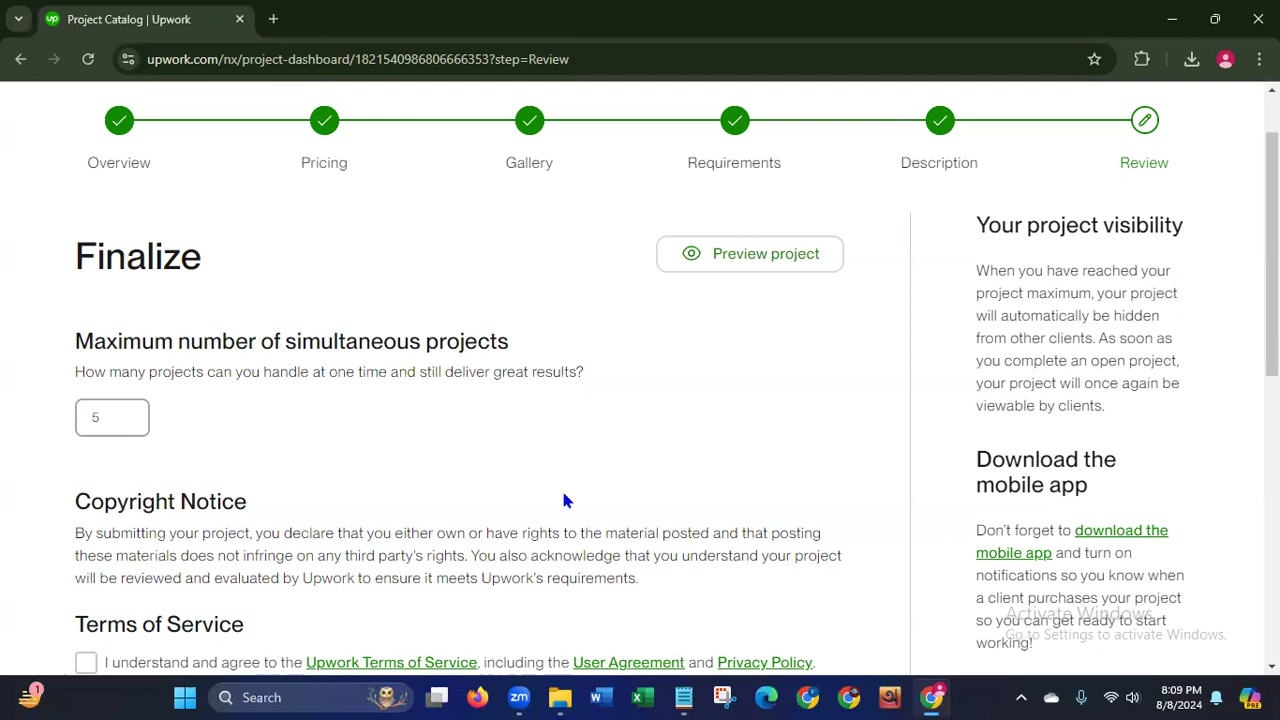 up
Project Catalog | Upwork
upwork.com/nx/project-dashboard/1821540986806666353?step=Review
Overview
Pricing
Gallery
Requirements
Description
Review
Finalize
Preview project
Maximum number of simultaneous projects
How many projects can you handle at one time and still deliver great results?
5
Copyright Notice
By submitting your project, you declare that you either own or have rights to the material posted and that posting
these materials does not infringe on any third party's rights. You also acknowledge that you understand your project
will be reviewed and evaluated by Upwork to ensure it meets Upwork's requirements.
Terms of Service
I understand and agree to the Upwork Terms of Service, including the User Agreement and Privacy Policy.
Your project visibility
When you have reached your
project maximum, your project
will automatically be hidden
from other clients. As soon as
you complete an open project,
your project will once again be
viewable by clients.
Download the
mobile app
Don't forget to download the
mobile app and turn on
notifications so you know when
a client purchases your project
so you can get ready to start
working!
Activate Windows
Go to Settings to activate Windows.
1
Search
zm
W
X
PRE
8:09 PM
8/8/2024